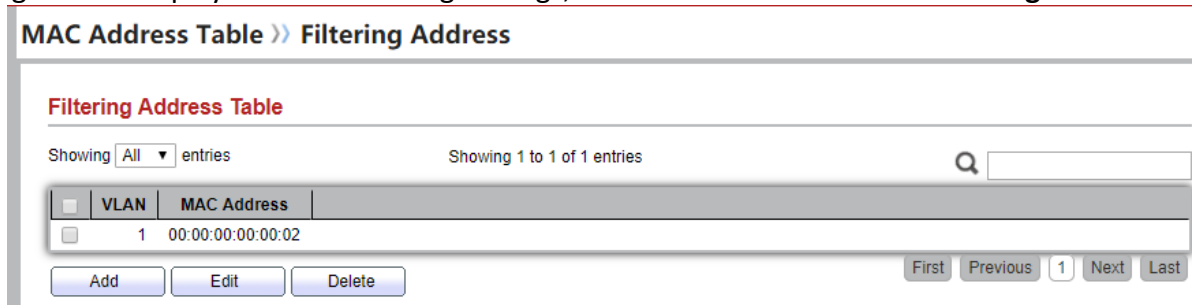 MAC Address Table » Filtering Address
Filtering Address Table
Showing All ▼ entries Showing 1 to 1 of 1 entries
VLAN MAC Address
1 00:00:00:00:00:02
Add Edit Delete First Previous 1 Next Last